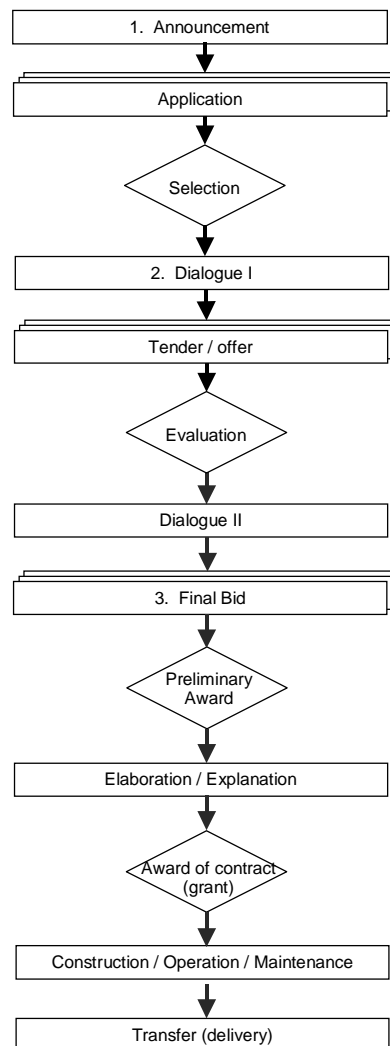 1. Announcement
Application
Selection
2. Dialogue I
Tender / offer
Evaluation
Dialogue II
3. Final Bid
Preliminary
Award
Elaboration / Explanation
Award of contract
(grant)
Construction / Operation / Maintenance
Transfer (delivery)